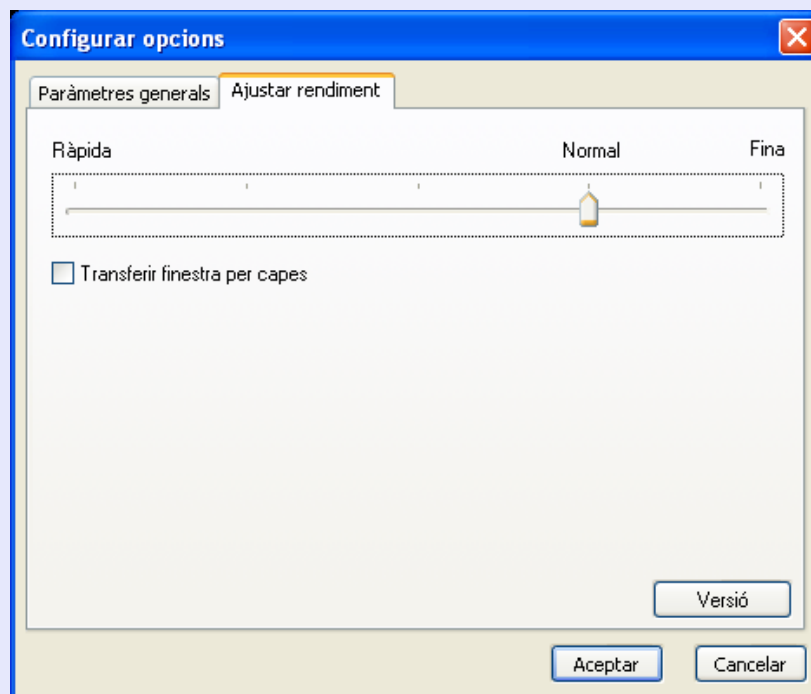 Configurar opcions
Paràmetres generals Ajustar rendiment
Ràpida Normal Fina
Transferir finestra per capes
Versió
Aceptar Cancelar